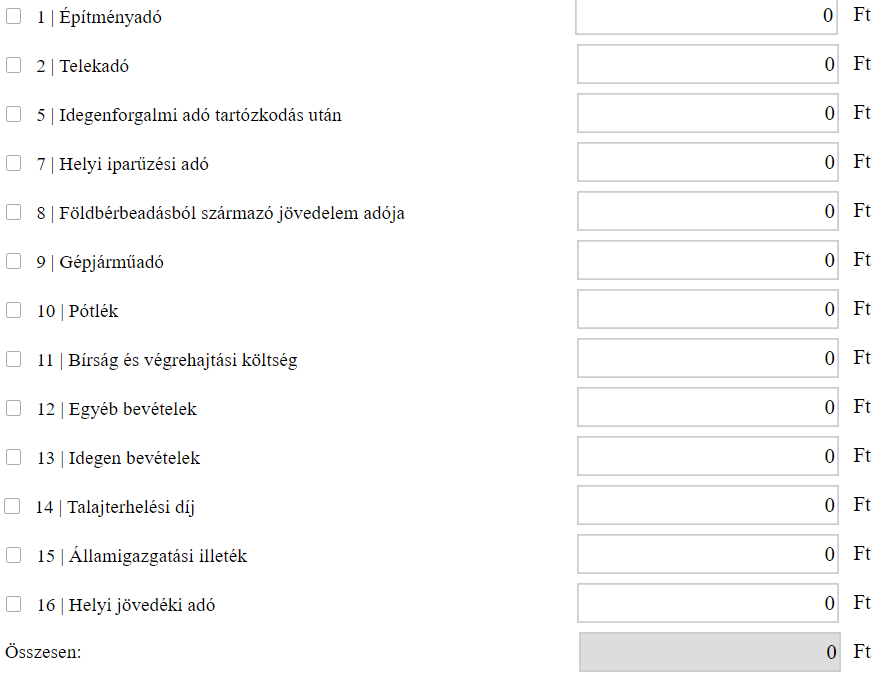 1 | Építményadó 0 Ft
2 | Telekadó 0 Ft
5 | Idegenforgalmi adó tartózkodás után 0 Ft
7 | Helyi iparűzési adó 0 Ft
8 | Földbérbeadásból származó jövedelem adója 0 Ft
9 | Gépjárműadó 0 Ft
10 | Pótlék 0 Ft
11 | Bírság és végrehajtási költség 0 Ft
12 | Egyéb bevételek 0 Ft
13 | Idegen bevételek 0 Ft
14 | Talajterhelési díj 0 Ft
15 | Államigazgatási illeték 0 Ft
16 | Helyi jövedéki adó 0 Ft
Összesen: 0 Ft